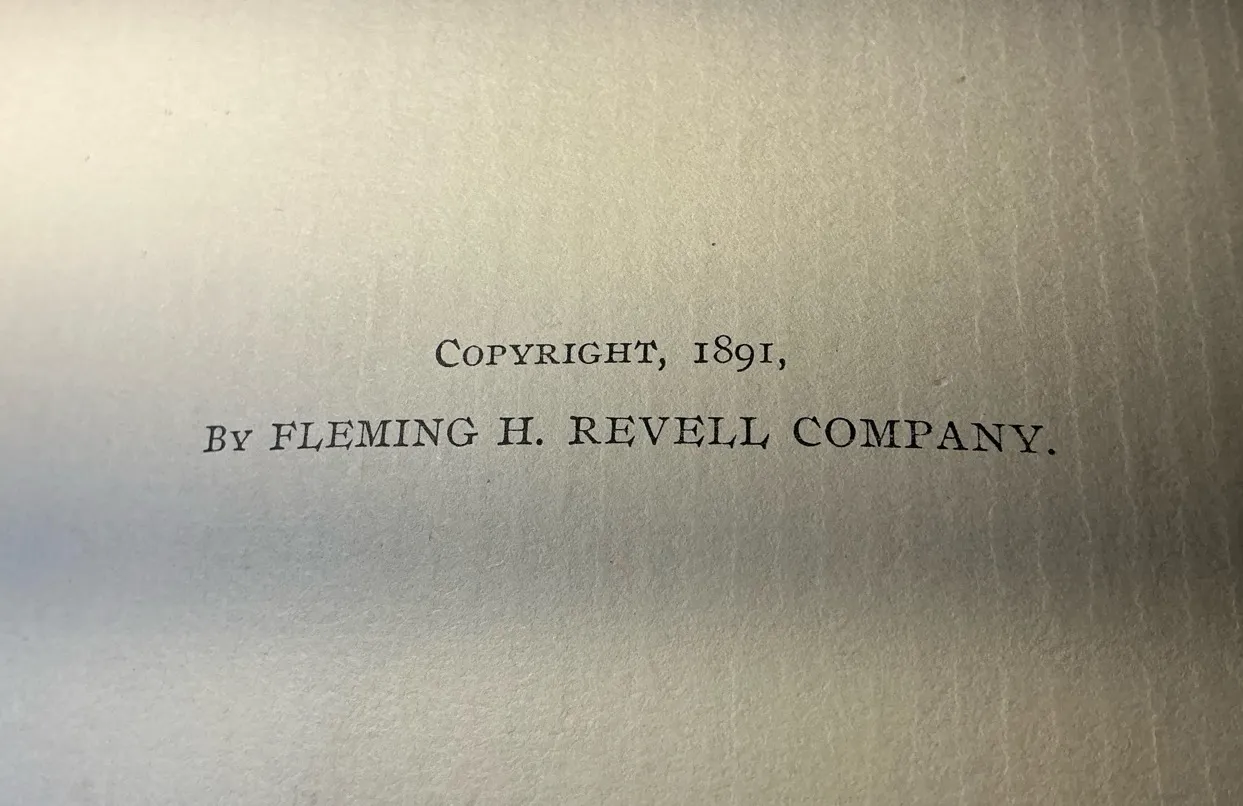 Copyright, 1891,
By FLEMING H. REVELL COMPANY.